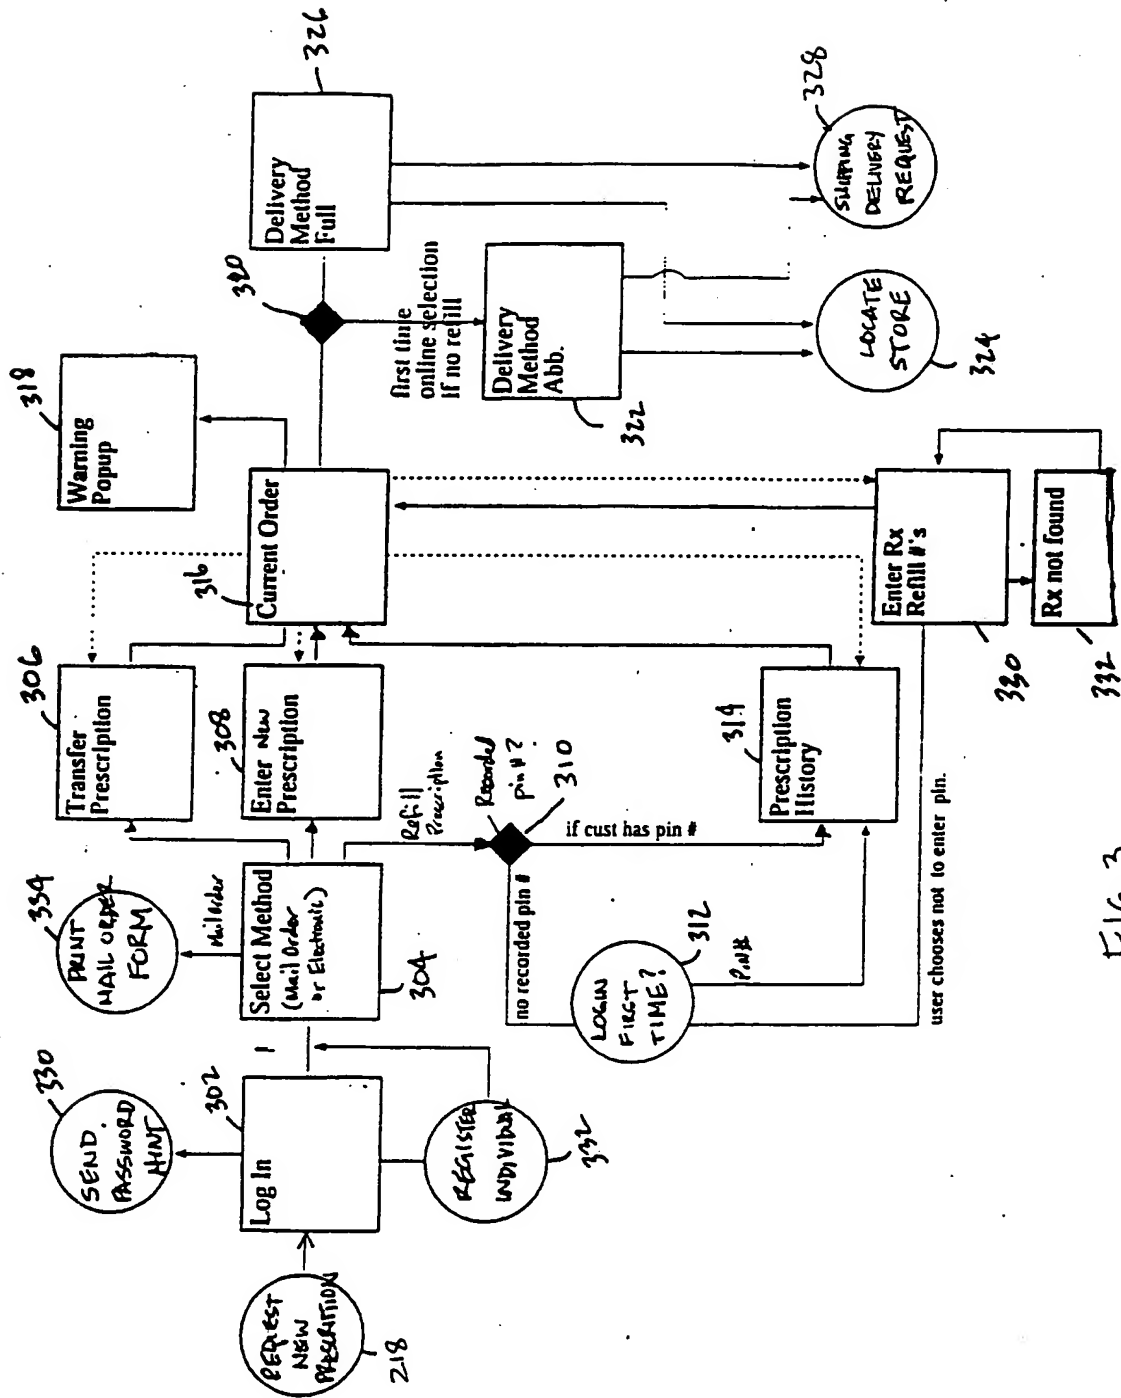 REQUEST
NEW
PRESCRIPTION
218
SEND
PASSWORD
HINT
330
Log In
302
REGISTER
INDIVIDUAL
332
PRINT
MAIL ORDER
FORM
334
Mail Order
Select Method
(Mail Order
or Electronic)
304
Transfer
Prescription
306
Enter New
Prescription
308
Refill
Prescription
Recorded
pin #?
310
no recorded pin #
if cust has pin #
LOGIN
FIRST
TIME?
312
Pin#
Prescription
History
314
user chooses not to enter pin.
Current Order
316
Warning
Popup
318
320
first time
online selection
if no refill
Delivery
Method
Abb.
322
Delivery
Method
Full
326
LOCATE
STORE
324
SHIPPING
DELIVERY
REQUEST
328
Enter Rx
Refill #'s
330
Rx not found
332
FIG 3